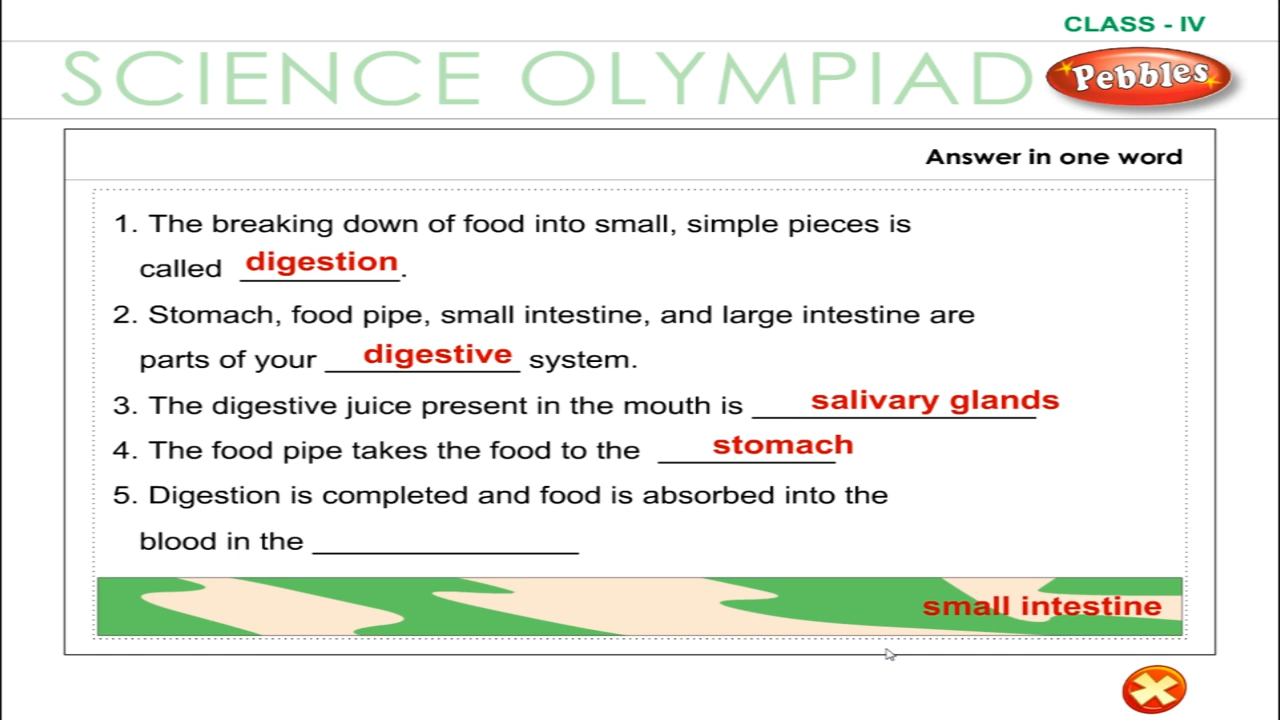 CLASS - IV
SCIENCE OLYMPIAD
Pebbles
Answer in one word
1. The breaking down of food into small, simple pieces is
called digestion.
2. Stomach, food pipe, small intestine, and large intestine are
parts of your digestive system.
3. The digestive juice present in the mouth is salivary glands
4. The food pipe takes the food to the stomach
5. Digestion is completed and food is absorbed into the
blood in the _______________
small intestine